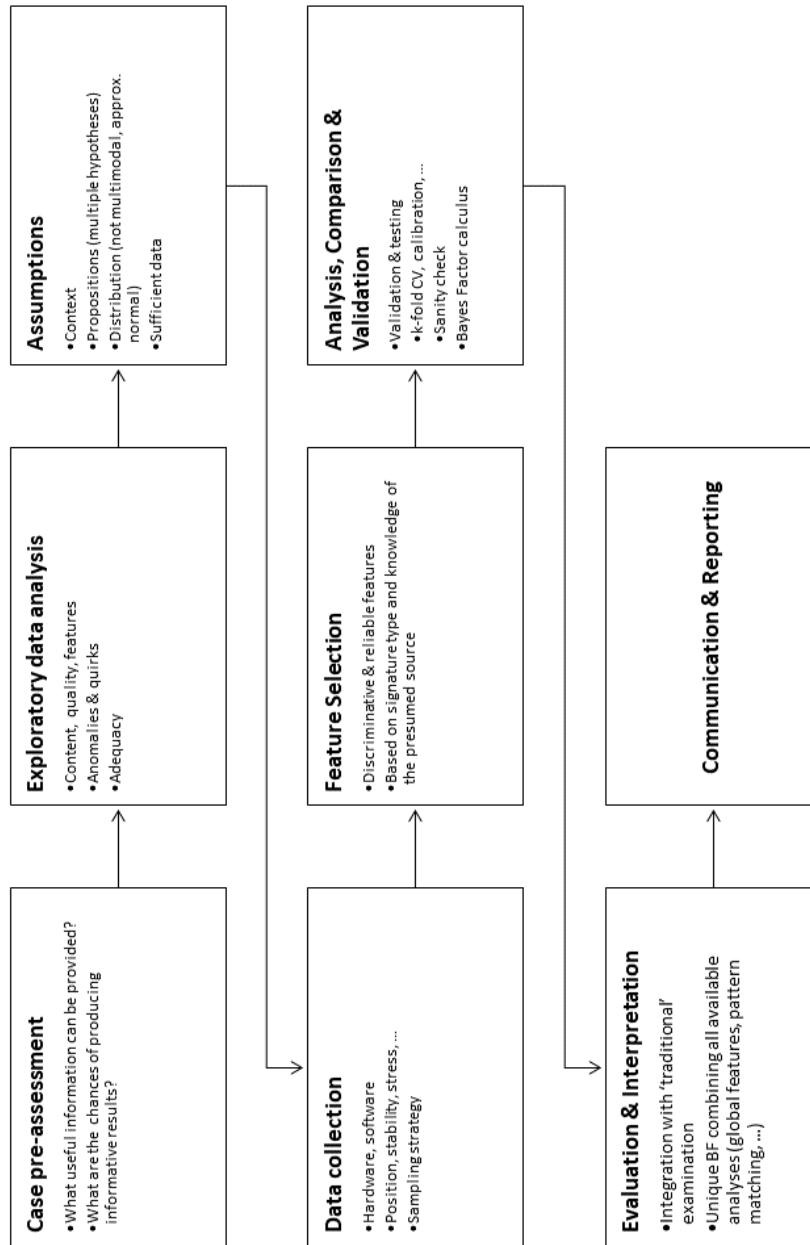 Case pre-assessment
•What useful information can be provided?
•What are the chances of producing
informative results?
Exploratory data analysis
•Content, quality, features
•Anomalies & quirks
•Adequacy
Assumptions
•Context
•Propositions (multiple hypotheses)
•Distribution (not multimodal, approx.
normal)
•Sufficient data
Data collection
•Hardware, software
•Position, stability, stress, ...
•Sampling strategy
Feature Selection
•Discriminative & reliable features
•Based on signature type and knowledge of
the presumed source
Analysis, Comparison &
Validation
•Validation & testing
•k-fold CV, calibration, ...
•Sanity check
•Bayes Factor calculus
Evaluation & Interpretation
•Integration with ‘traditional’
examination
•Unique BF combining all available
analyses (global features, pattern
matching, ...)
Communication & Reporting